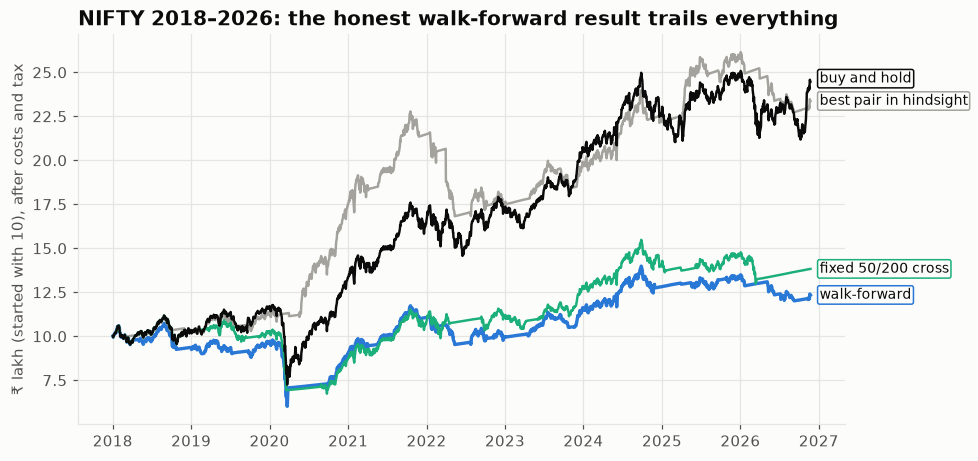 NIFTY 2018–2026: the honest walk-forward result trails everything
₹ lakh (started with 10), after costs and tax
25.0
22.5
20.0
17.5
15.0
12.5
10.0
7.5
buy and hold
best pair in hindsight
fixed 50/200 cross
walk-forward
2018 2019 2020 2021 2022 2023 2024 2025 2026 2027